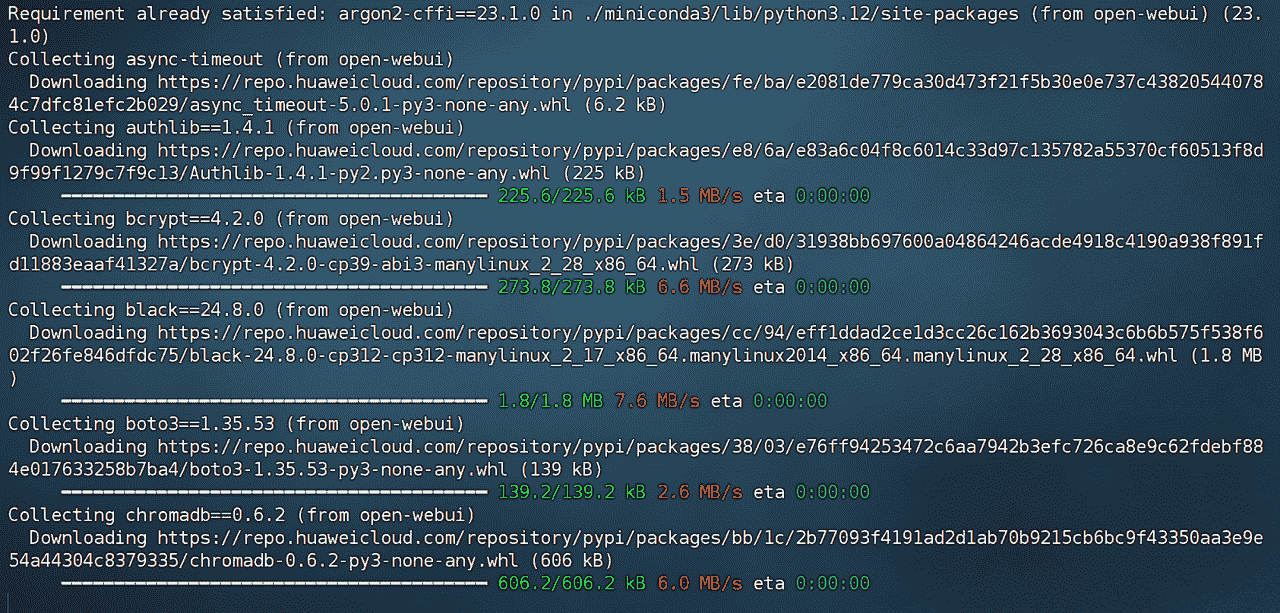 Requirement already satisfied: argon2-cffi==23.1.0 in ./miniconda3/lib/python3.12/site-packages (from open-webui) (23.
1.0)
Collecting async-timeout (from open-webui)
Downloading https://repo.huaweicloud.com/repository/pypi/packages/fe/ba/e2081de779ca30d473f21f5b30e0e737c43820544078
4c7dfc81efc2b029/async_timeout-5.0.1-py3-none-any.whl (6.2 kB)
Collecting authlib==1.4.1 (from open-webui)
Downloading https://repo.huaweicloud.com/repository/pypi/packages/e8/6a/e83a6c04f8c6014c33d97c135782a55370cf60513f8d
9f99f1279c7f9c13/Authlib-1.4.1-py2.py3-none-any.whl (225 kB)
225.6/225.6 kB 1.5 MB/s eta 0:00:00
Collecting bcrypt==4.2.0 (from open-webui)
Downloading https://repo.huaweicloud.com/repository/pypi/packages/3e/d0/31938bb697600a04864246acde4918c4190a938f891f
d11883eaaf41327a/bcrypt-4.2.0-cp39-abi3-manylinux_2_28_x86_64.whl (273 kB)
273.8/273.8 kB 6.6 MB/s eta 0:00:00
Collecting black==24.8.0 (from open-webui)
Downloading https://repo.huaweicloud.com/repository/pypi/packages/cc/94/eff1ddad2ce1d3cc26c162b3693043c6b6b575f538f6
02f26fe846dfdc75/black-24.8.0-cp312-cp312-manylinux_2_17_x86_64.manylinux2014_x86_64.manylinux_2_28_x86_64.whl (1.8 MB
)
1.8/1.8 MB 7.6 MB/s eta 0:00:00
Collecting boto3==1.35.53 (from open-webui)
Downloading https://repo.huaweicloud.com/repository/pypi/packages/38/03/e76ff94253472c6aa7942b3efc726ca8e9c62fdebf88
4e017633258b7ba4/boto3-1.35.53-py3-none-any.whl (139 kB)
139.2/139.2 kB 2.6 MB/s eta 0:00:00
Collecting chromadb==0.6.2 (from open-webui)
Downloading https://repo.huaweicloud.com/repository/pypi/packages/bb/1c/2b77093f4191ad2d1ab70b9215cb6bc9f43350aa3e9e
54a44304c8379335/chromadb-0.6.2-py3-none-any.whl (606 kB)
606.2/606.2 kB 6.0 MB/s eta 0:00:00